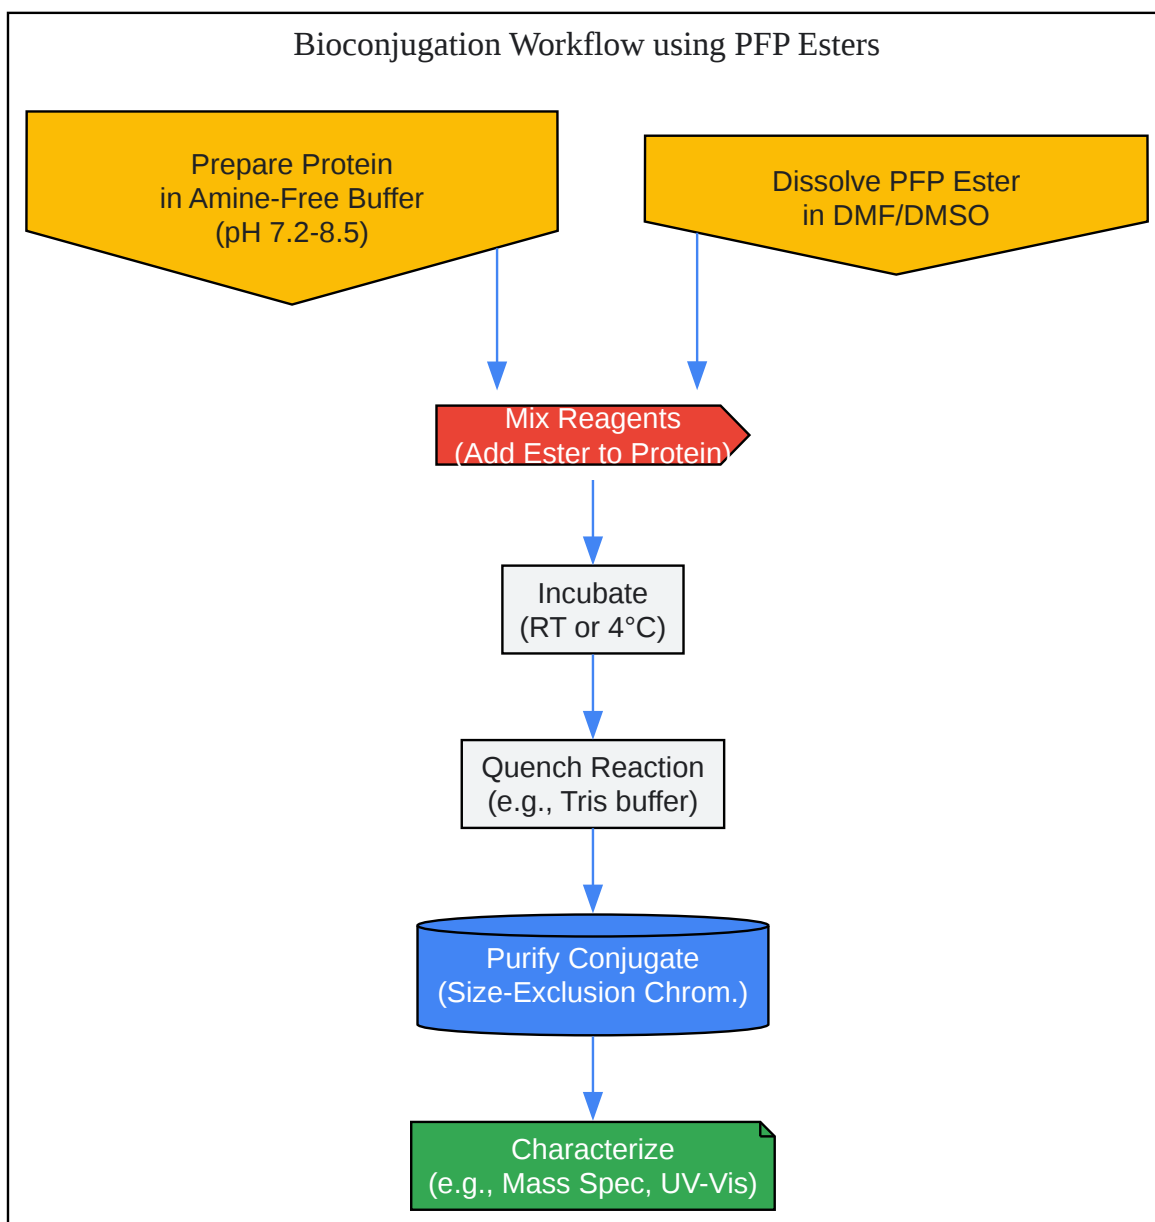 Bioconjugation Workflow using PFP Esters
Prepare Protein
in Amine-Free Buffer
(pH 7.2-8.5)
Dissolve PFP Ester
in DMF/DMSO
Mix Reagents
(Add Ester to Protein)
Incubate
(RT or 4°C)
Quench Reaction
(e.g., Tris buffer)
Purify Conjugate
(Size-Exclusion Chrom.)
Characterize
(e.g., Mass Spec, UV-Vis)